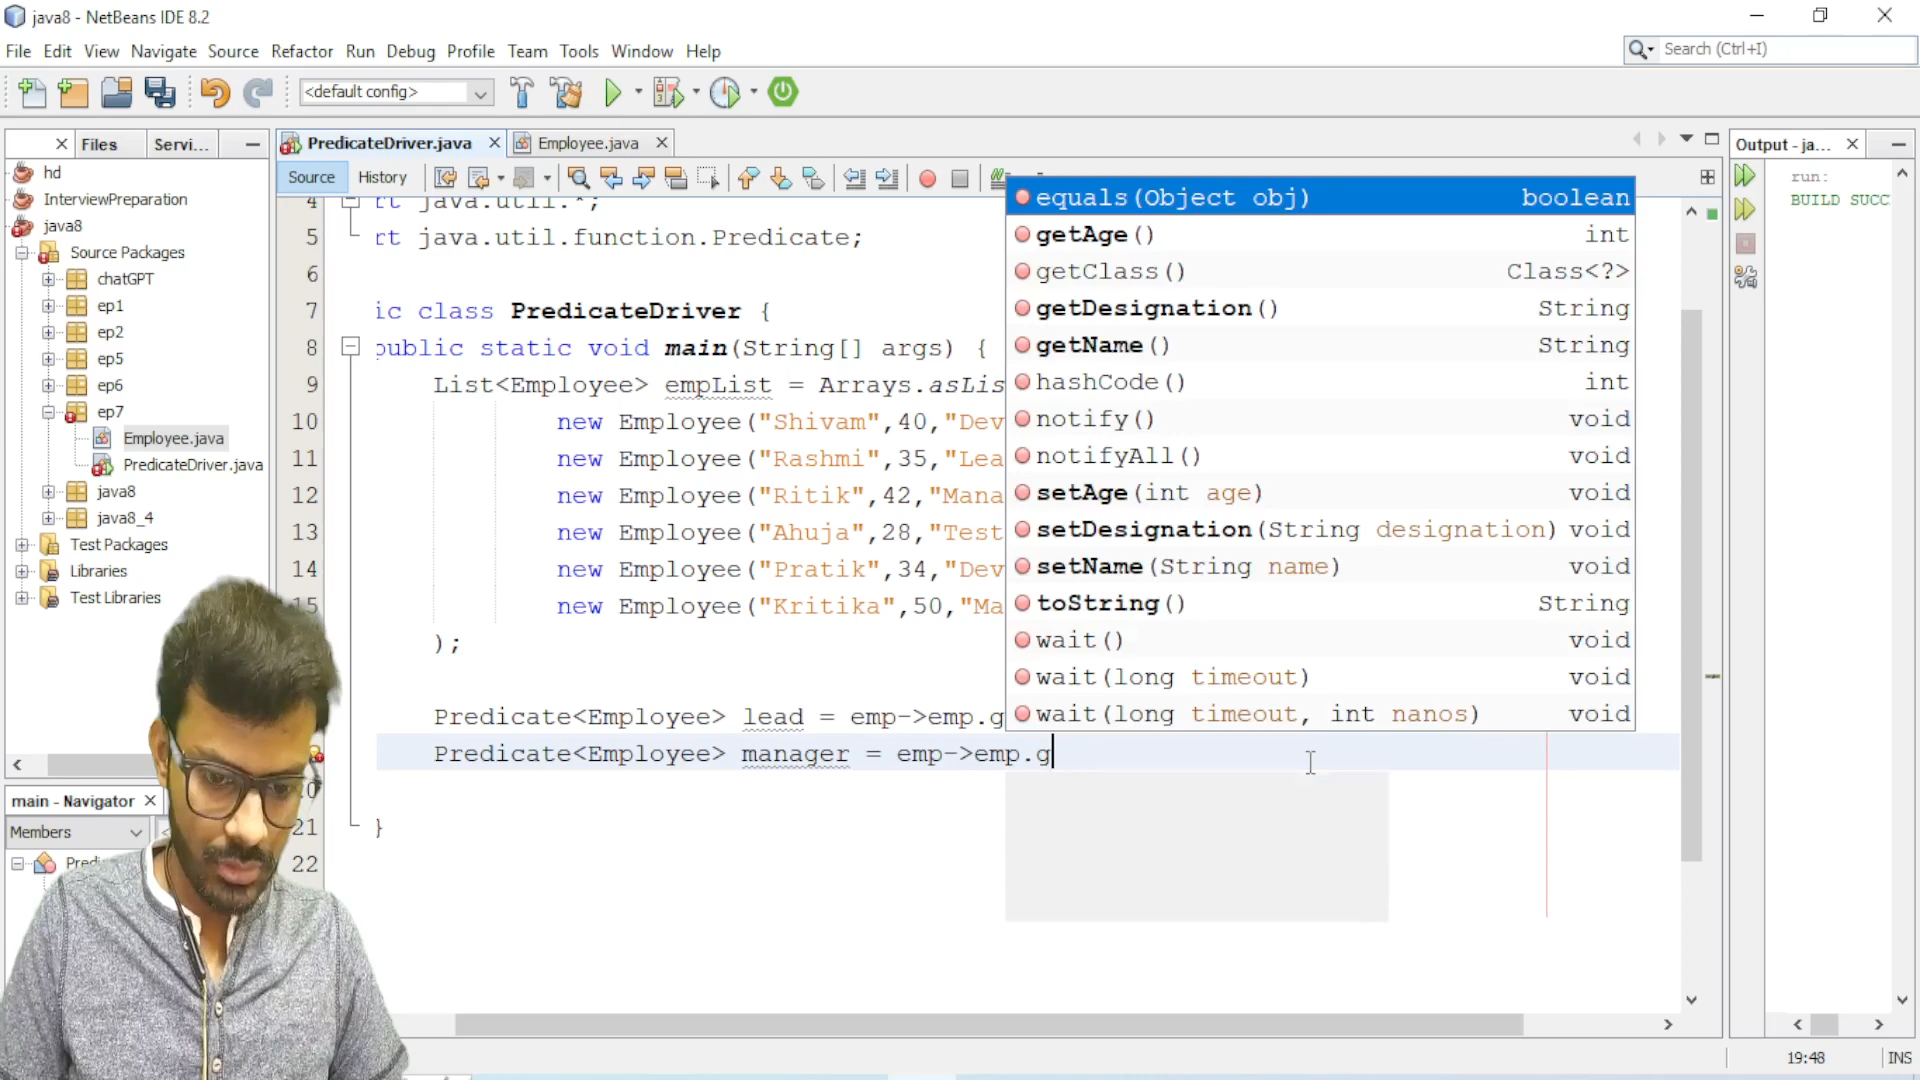 java8 - NetBeans IDE 8.2
File Edit View Navigate Source Refactor Run Debug Profile Team Tools Window Help
Search (Ctrl+I)
<default config>
Files
Servi...
PredicateDriver.java
Employee.java
Output - ja...
Source
History
hd
InterviewPreparation
java8
Source Packages
chatGPT
ep1
ep2
ep5
ep6
ep7
Employee.java
PredicateDriver.java
java8
java8_4
Test Packages
Libraries
Test Libraries
main - Navigator
Members
4 rt java.util.*;
5 rt java.util.function.Predicate;
6
7 ic class PredicateDriver {
8 public static void main(String[] args) {
9 List<Employee> empList = Arrays.asLis
10 new Employee("Shivam",40,"Dev
11 new Employee("Rashmi",35,"Lea
12 new Employee("Ritik",42,"Mana
13 new Employee("Ahuja",28,"Test
14 new Employee("Pratik",34,"Dev
15 new Employee("Kritika",50,"Ma
);
Predicate<Employee> lead = emp->emp.g
Predicate<Employee> manager = emp->emp.g
21 }
22
equals(Object obj) boolean
getAge() int
getClass() Class<?>
getDesignation() String
getName() String
hashCode() int
notify() void
notifyAll() void
setAge(int age) void
setDesignation(String designation) void
setName(String name) void
toString() String
wait() void
wait(long timeout) void
wait(long timeout, int nanos) void
run:
BUILD SUCC
19:48
INS